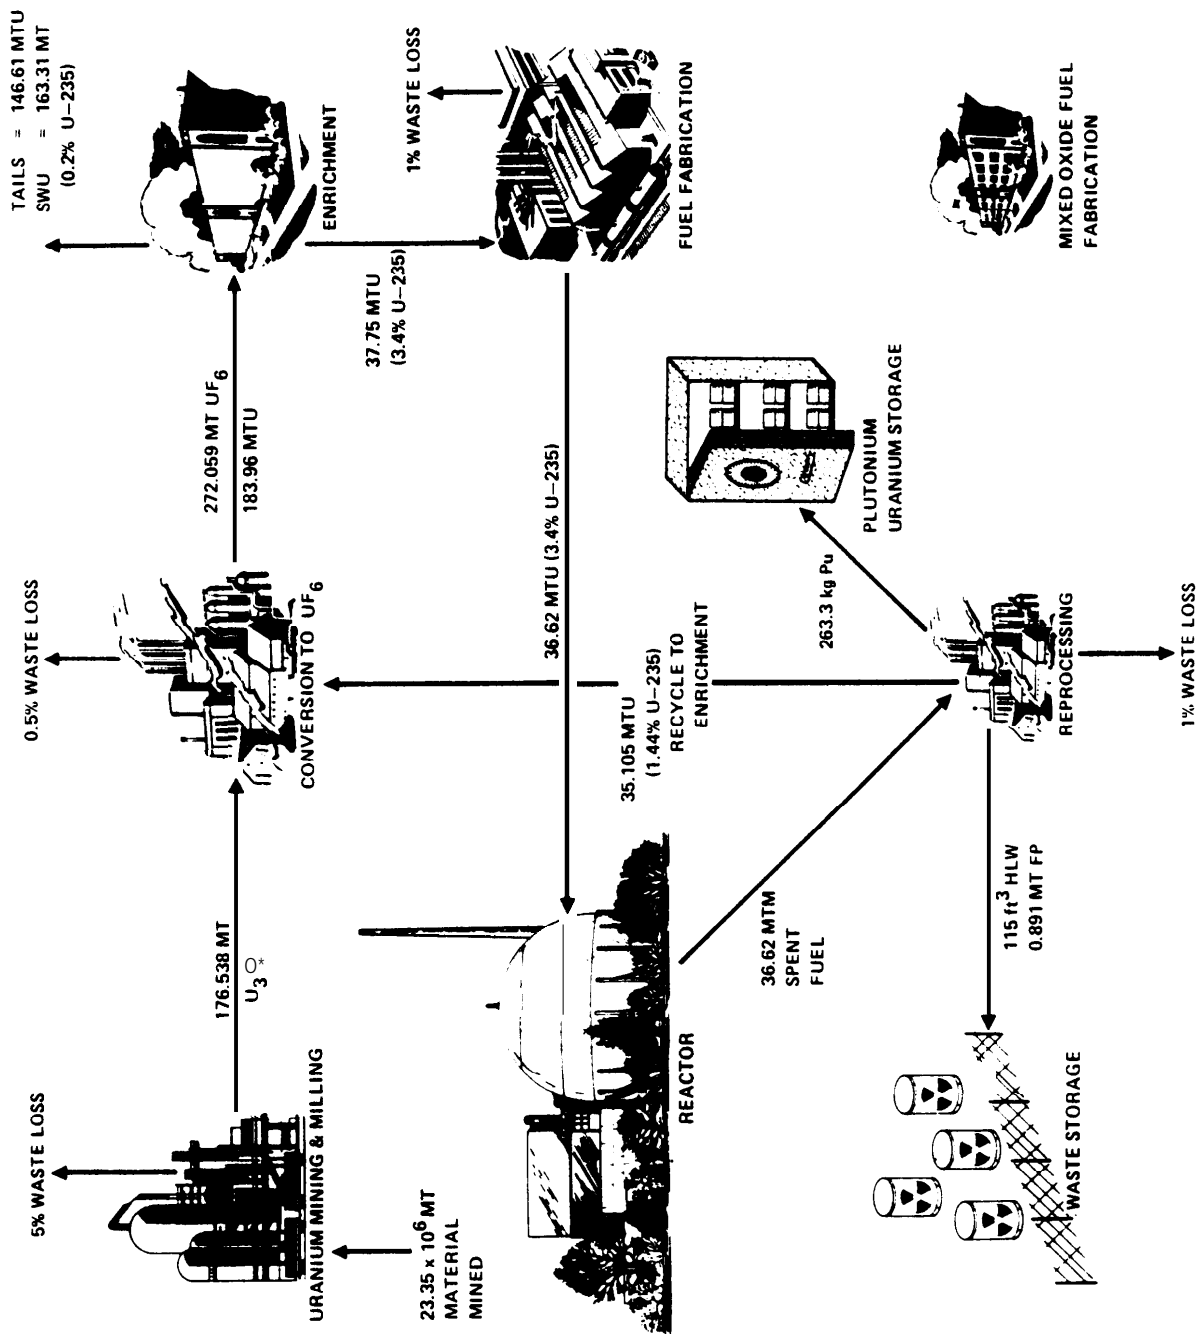 5% WASTE LOSS
0.5% WASTE LOSS
TAILS = 146.61 MTU
SWU = 163.31 MT
(0.2% U–235)
176.538 MT
U3O*
272.059 MT UF6
183.96 MTU
URANIUM MINING & MILLING
CONVERSION TO UF6
ENRICHMENT
23.35 x 10^6 MT
MATERIAL
MINED
37.75 MTU
(3.4% U–235)
1% WASTE LOSS
36.62 MTU (3.4% U–235)
FUEL FABRICATION
REACTOR
35.105 MTU
(1.44% U–235)
RECYCLE TO
ENRICHMENT
36.62 MTM
SPENT
FUEL
263.3 kg Pu
PLUTONIUM
URANIUM STORAGE
115 ft^3 HLW
0.891 MT FP
WASTE STORAGE
REPROCESSING
MIXED OXIDE FUEL
FABRICATION
1% WASTE LOSS